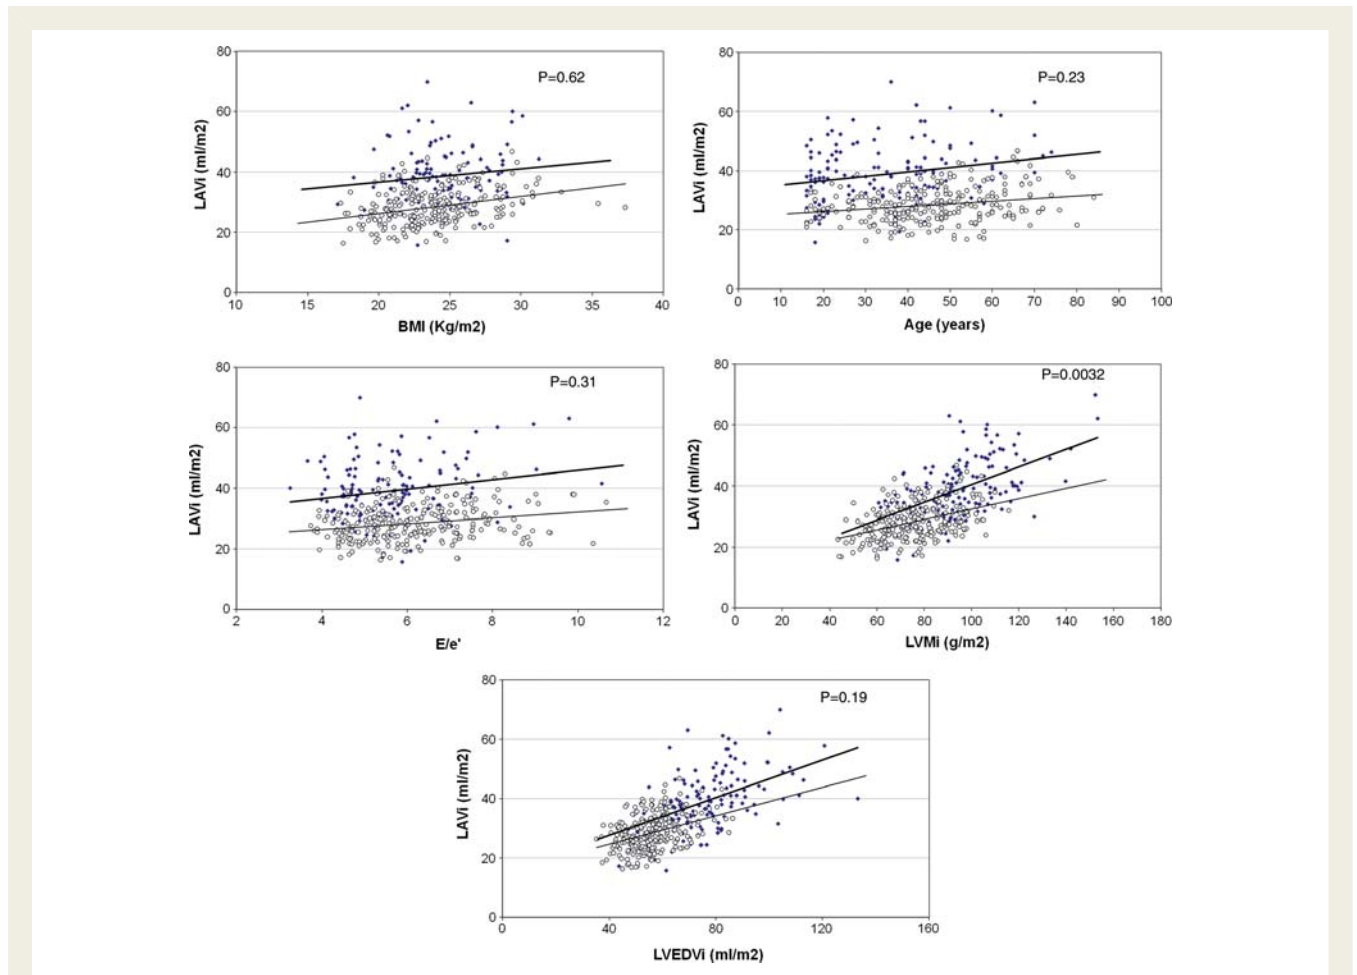 80
P=0.62
60
LAVi (ml/m2)
40
20
0
10 15 20 25 30 35 40
BMI (Kg/m2)
80
P=0.23
60
LAVi (ml/m2)
40
20
0
0 10 20 30 40 50 60 70 80 90 100
Age (years)
80
P=0.31
60
LAVi (ml/m2)
40
20
0
2 4 6 8 10 12
E/e'
80
P=0.0032
60
LAVi (ml/m2)
40
20
0
0 20 40 60 80 100 120 140 160 180
LVMi (g/m2)
80
P=0.19
60
LAVi (ml/m2)
40
20
0
0 40 80 120 160
LVEDVi (ml/m2)